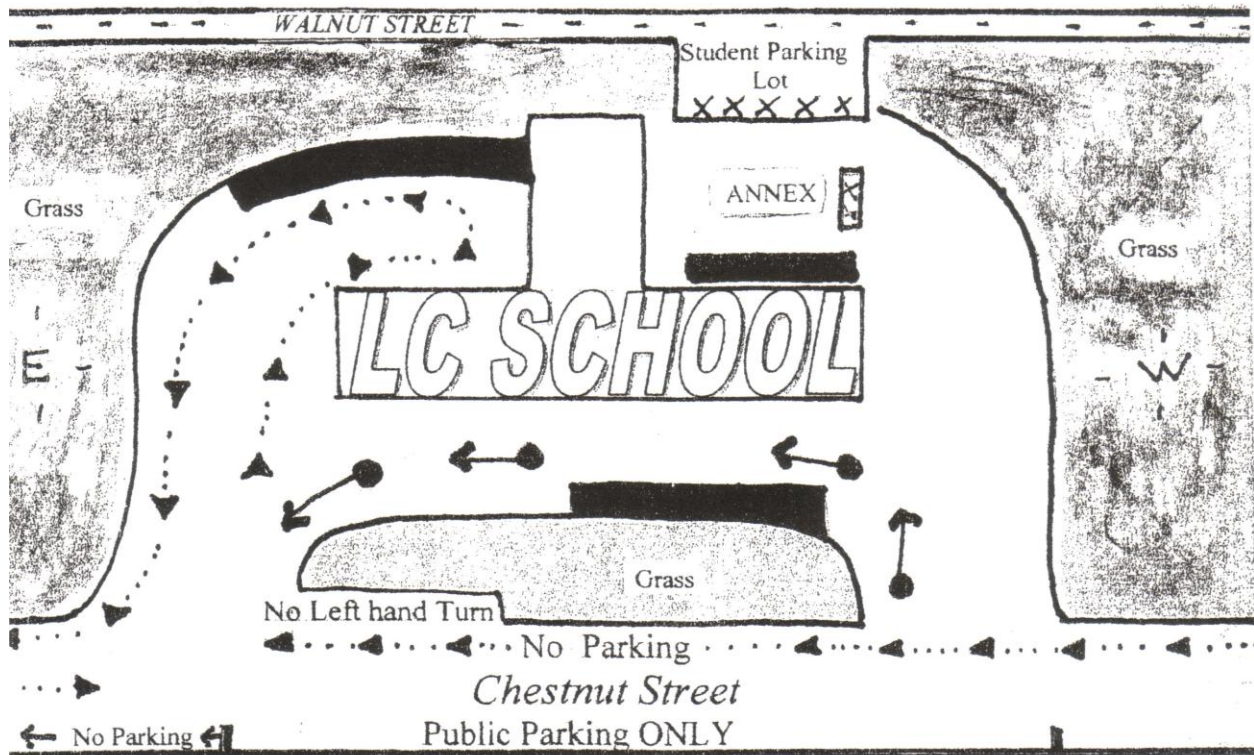 WALNUT STREET
Student Parking
Lot
Grass
ANNEX
Grass
E
LC SCHOOL
W
Grass
No Left hand Turn
No Parking
Chestnut Street
No Parking
Public Parking ONLY